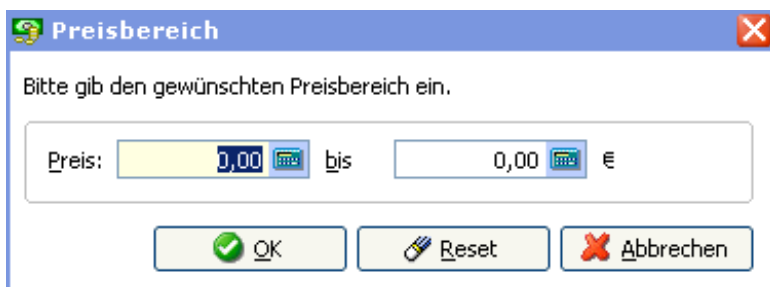 Preisbereich
Bitte gib den gewünschten Preisbereich ein.
Preis: 0,00 bis 0,00 €
OK Reset Abbrechen